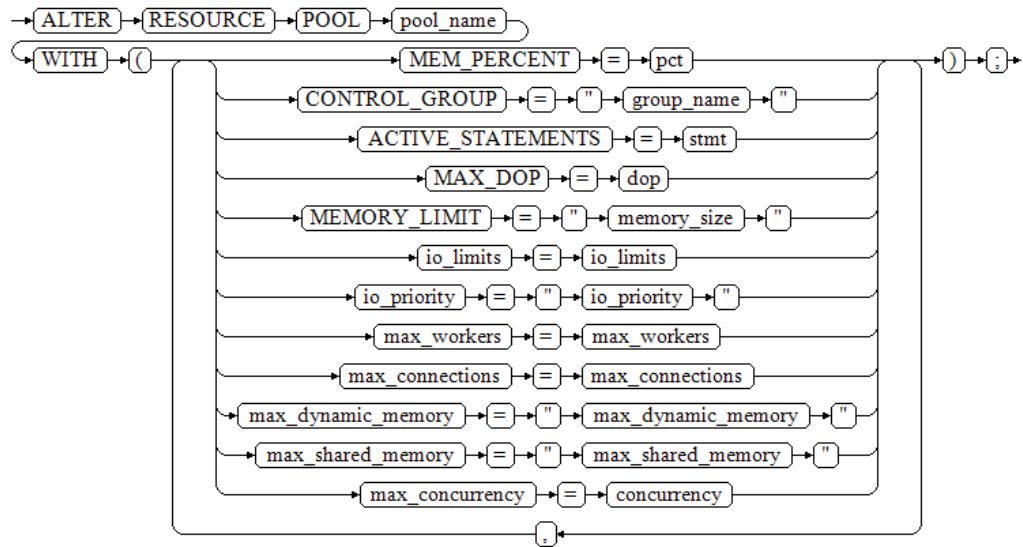 ALTER RESOURCE POOL pool_name
WITH ( MEM_PERCENT = pct ) ;
CONTROL_GROUP = " group_name "
ACTIVE_STATEMENTS = stmt
MAX_DOP = dop
MEMORY_LIMIT = " memory_size "
io_limits = io_limits
io_priority = " io_priority "
max_workers = max_workers
max_connections = max_connections
max_dynamic_memory = " max_dynamic_memory "
max_shared_memory = " max_shared_memory "
max_concurrency = concurrency
,